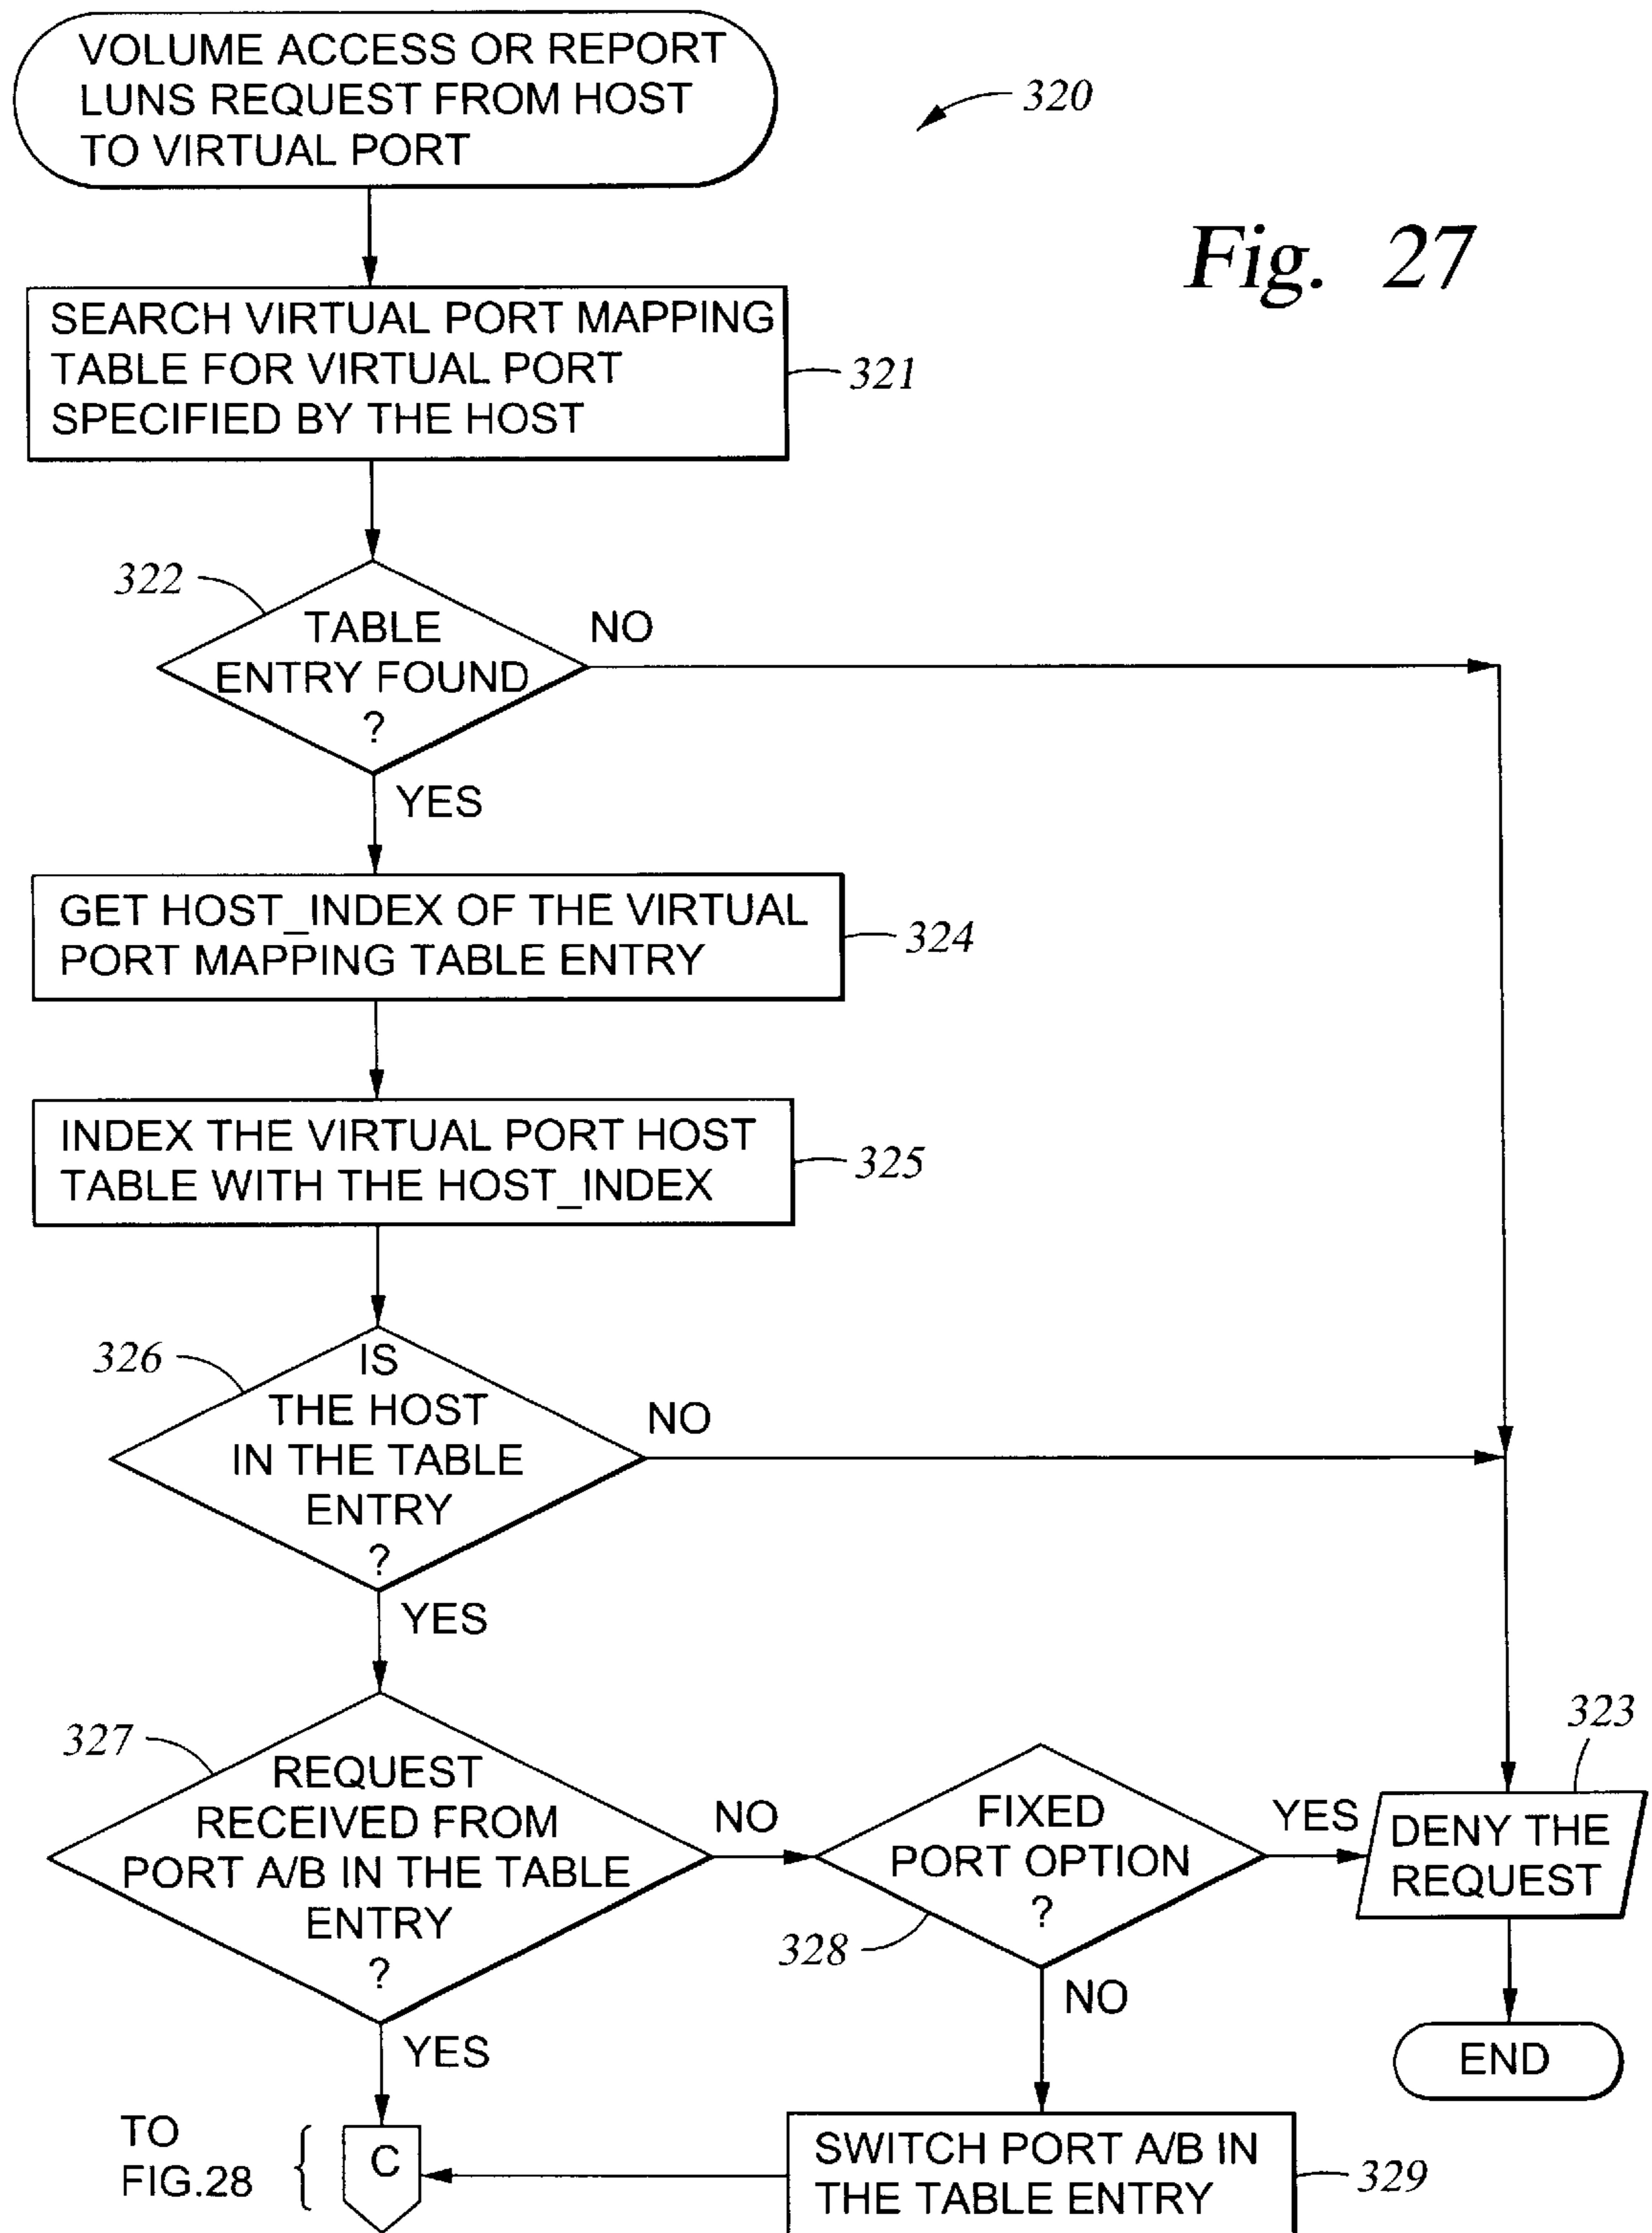 VOLUME ACCESS OR REPORT
LUNS REQUEST FROM HOST
TO VIRTUAL PORT
320
Fig. 27
SEARCH VIRTUAL PORT MAPPING
TABLE FOR VIRTUAL PORT
SPECIFIED BY THE HOST
321
322
TABLE
ENTRY FOUND
?
NO
YES
GET HOST_INDEX OF THE VIRTUAL
PORT MAPPING TABLE ENTRY
324
INDEX THE VIRTUAL PORT HOST
TABLE WITH THE HOST_INDEX
325
326
IS
THE HOST
IN THE TABLE
ENTRY
?
NO
YES
327
REQUEST
RECEIVED FROM
PORT A/B IN THE TABLE
ENTRY
?
NO
YES
FIXED
PORT OPTION
?
328
YES
NO
323
DENY THE
REQUEST
END
TO
FIG.28
C
SWITCH PORT A/B IN
THE TABLE ENTRY
329